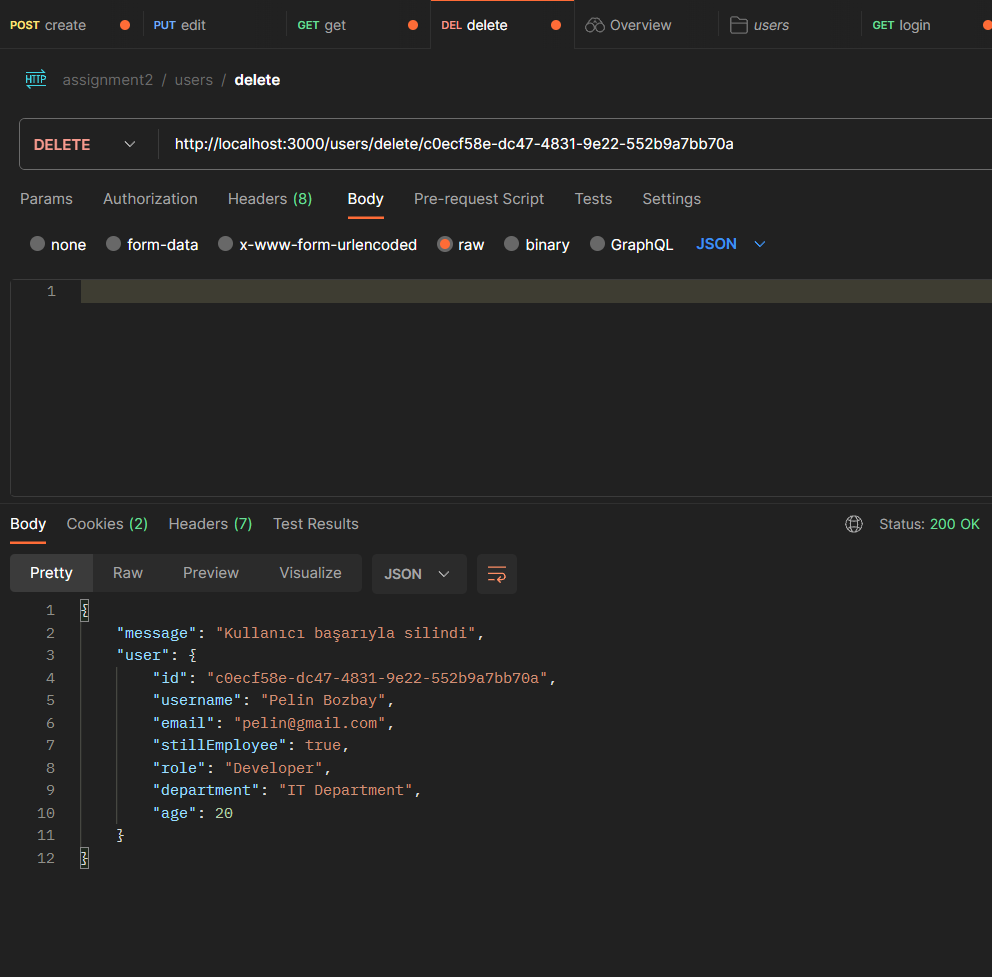 POST create PUT edit GET get DEL delete Overview users GET login
HTTP assignment2 / users / delete
DELETE http://localhost:3000/users/delete/c0ecf58e-dc47-4831-9e22-552b9a7bb70a
Params Authorization Headers (8) Body Pre-request Script Tests Settings
none form-data x-www-form-urlencoded raw binary GraphQL JSON
1
Body Cookies (2) Headers (7) Test Results Status: 200 OK
Pretty Raw Preview Visualize JSON
1 {
2 "message": "Kullanıcı başarıyla silindi",
3 "user": {
4 "id": "c0ecf58e-dc47-4831-9e22-552b9a7bb70a",
5 "username": "Pelin Bozbay",
6 "email": "pelin@gmail.com",
7 "stillEmployee": true,
8 "role": "Developer",
9 "department": "IT Department",
10 "age": 20
11 }
12 }